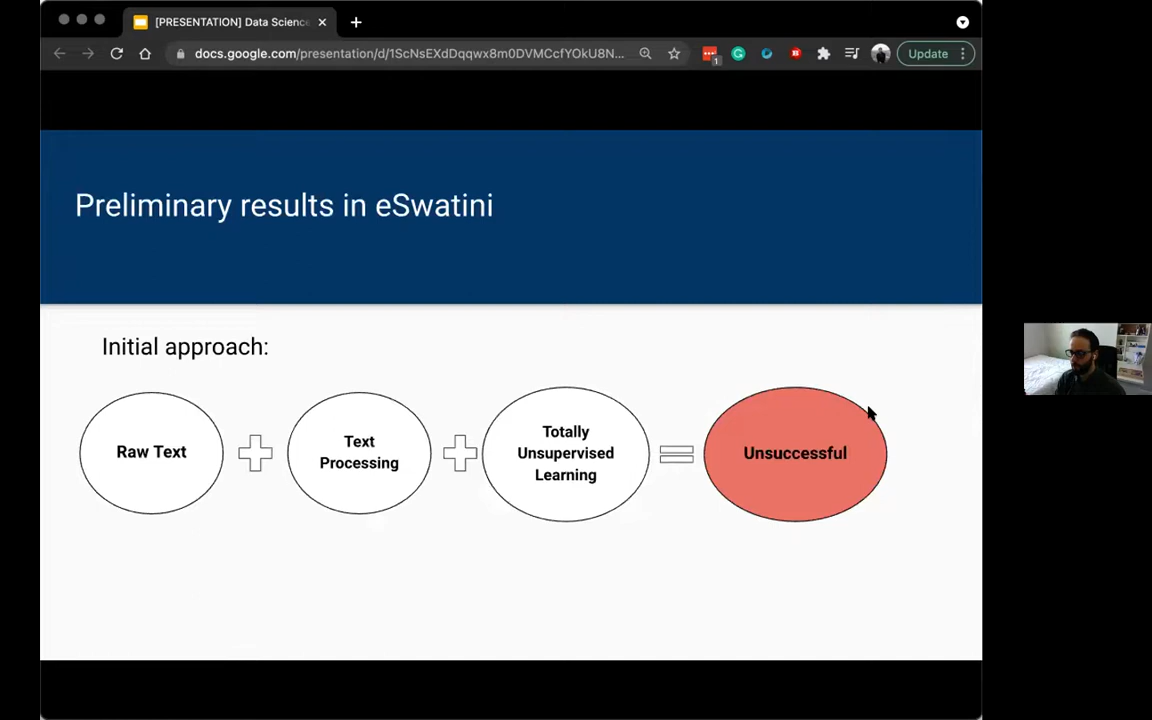 [PRESENTATION] Data Science
docs.google.com/presentation/d/1ScNsEXdDqqwx8m0DVMCcfYOkU8N...
1
Update
Preliminary results in eSwatini
Initial approach:
Raw Text
Text
Processing
Totally
Unsupervised
Learning
Unsuccessful